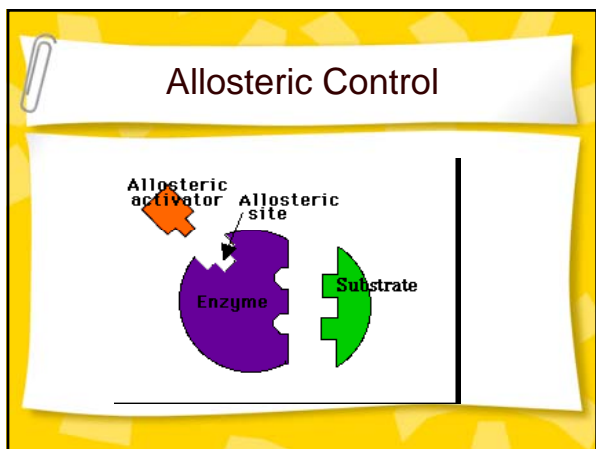 Allosteric Control
Allosteric
activator
Allosteric
site
Enzyme
Substrate